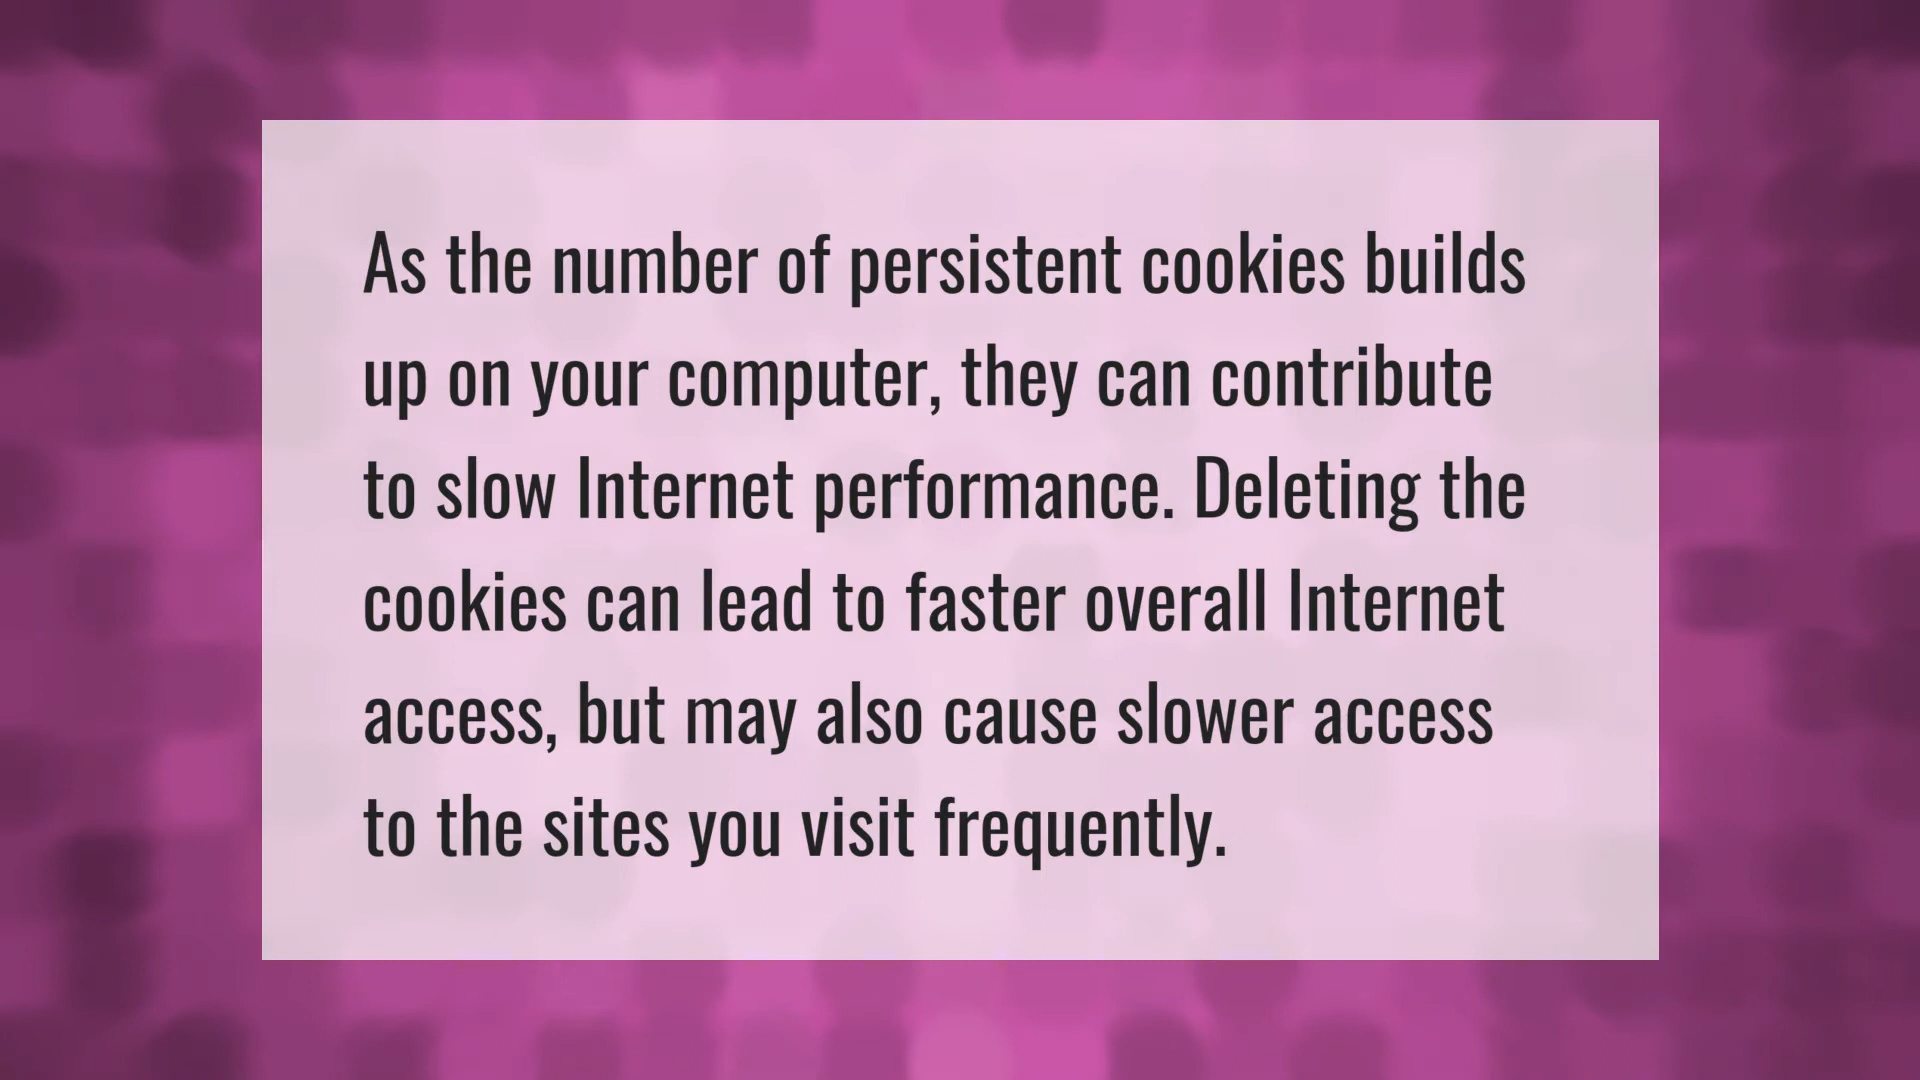 As the number of persistent cookies builds
up on your computer, they can contribute
to slow Internet performance. Deleting the
cookies can lead to faster overall Internet
access, but may also cause slower access
to the sites you visit frequently.